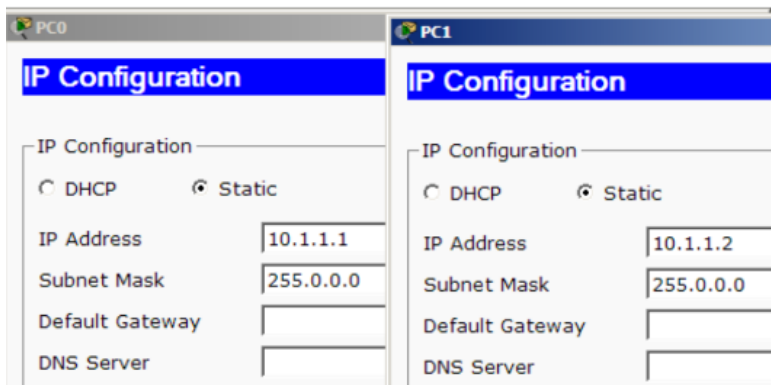 PC0
IP Configuration
IP Configuration
DHCP Static
IP Address 10.1.1.1
Subnet Mask 255.0.0.0
Default Gateway
DNS Server
PC1
IP Configuration
IP Configuration
DHCP Static
IP Address 10.1.1.2
Subnet Mask 255.0.0.0
Default Gateway
DNS Server